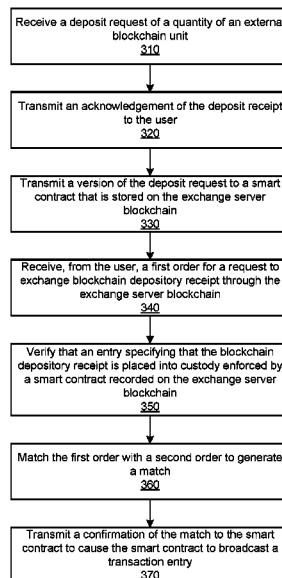 Receive a deposit request of a quantity of an external
blockchain unit
310
Transmit an acknowledgement of the deposit receipt
to the user
320
Transmit a version of the deposit request to a smart
contract that is stored on the exchange server
blockchain
330
Receive, from the user, a first order for a request to
exchange blockchain depository receipt through the
exchange server blockchain
340
Verify that an entry specifying that the blockchain
depository receipt is placed into custody enforced by
a smart contract recorded on the exchange server
blockchain
350
Match the first order with a second order to generate
a match
360
Transmit a confirmation of the match to the smart
contract to cause the smart contract to broadcast a
transaction entry
370